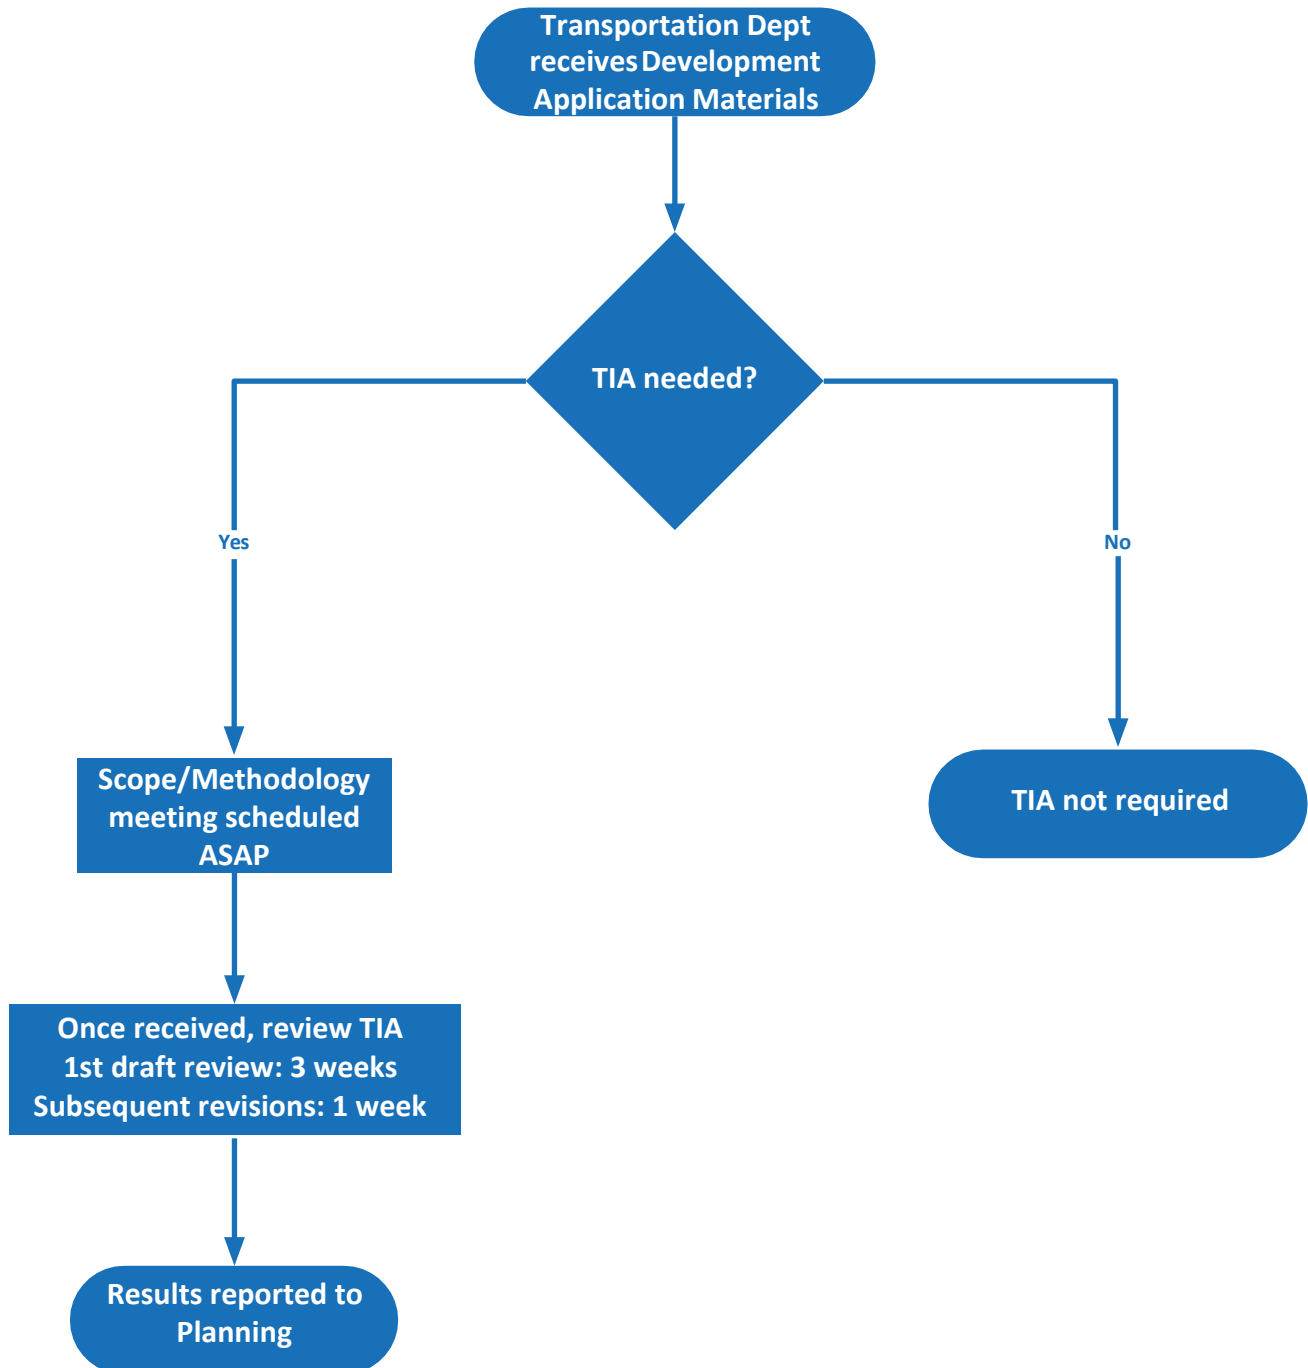 Transportation Dept
receives Development
Application Materials
TIA needed?
Yes
No
Scope/Methodology
meeting scheduled
ASAP
TIA not required
Once received, review TIA
1st draft review: 3 weeks
Subsequent revisions: 1 week
Results reported to
Planning